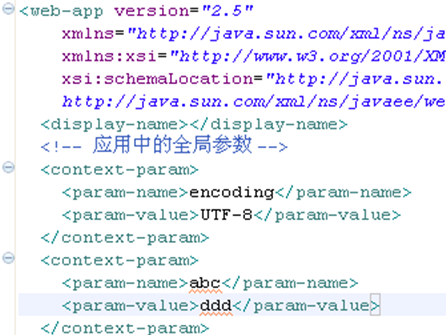 <web-app version="2.5"
xmlns="http://java.sun.com/xml/ns/ja
xmlns:xsi="http://www.w3.org/2001/XM
xsi:schemaLocation="http://java.sun.
http://java.sun.com/xml/ns/javaee/we
<display-name></display-name>
<!-- 应用中的全局参数 -->
<context-param>
<param-name>encoding</param-name>
<param-value>UTF-8</param-value>
</context-param>
<context-param>
<param-name>abc</param-name>
<param-value>ddd</param-value>
</context-param>